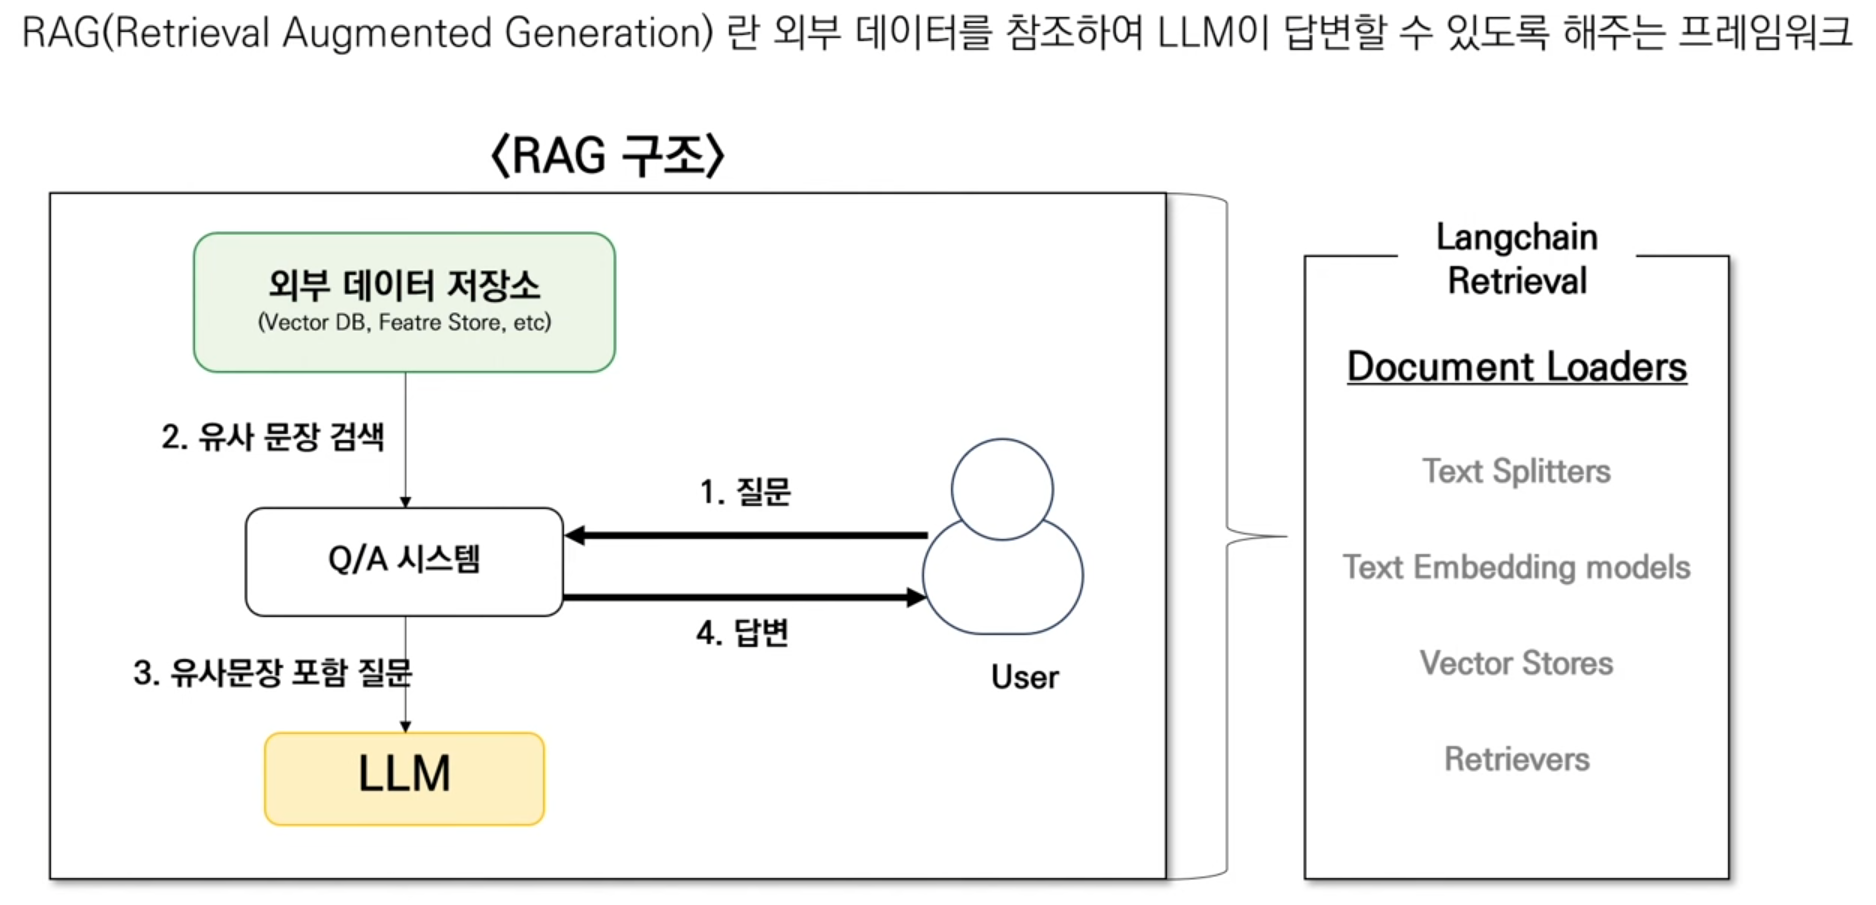 RAG(Retrieval Augmented Generation) 란 외부 데이터를 참조하여 LLM이 답변할 수 있도록 해주는 프레임워크
<RAG 구조>
외부 데이터 저장소
(Vector DB, Featre Store, etc)
2. 유사 문장 검색
1. 질문
Q/A 시스템
4. 답변
3. 유사문장 포함 질문
User
LLM
Langchain
Retrieval
Document Loaders
Text Splitters
Text Embedding models
Vector Stores
Retrievers